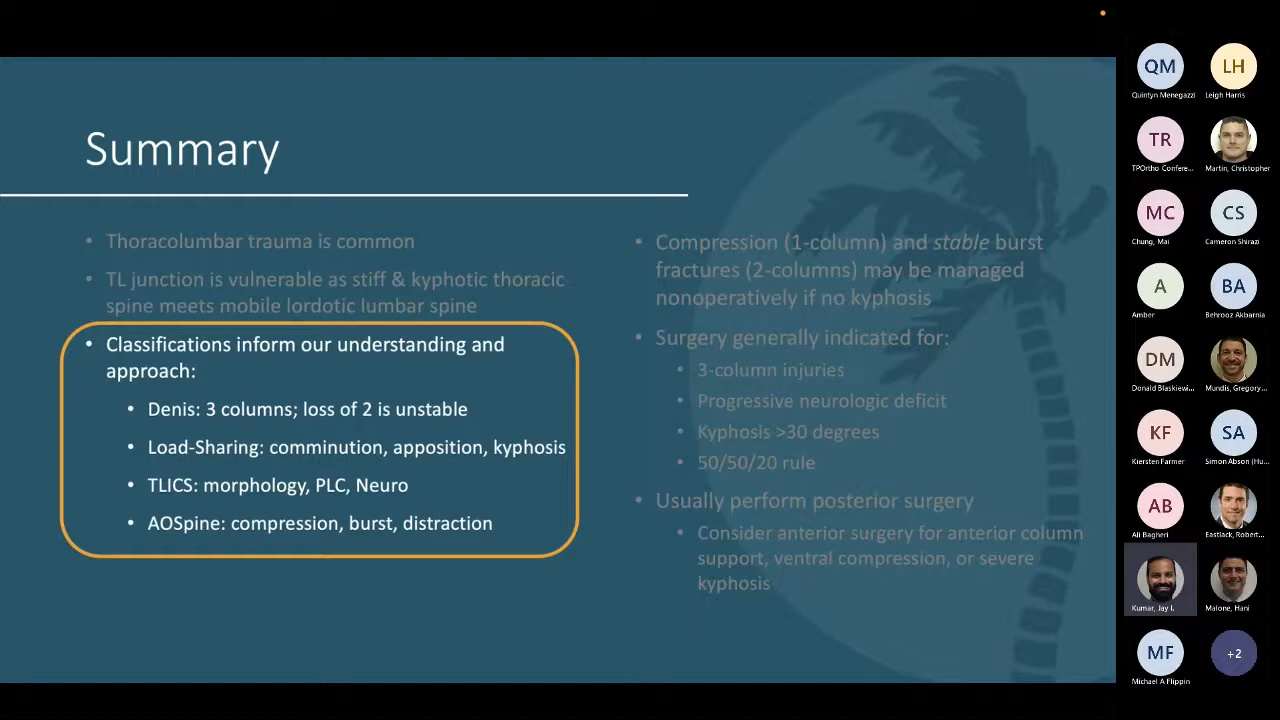 Summary
• Thoracolumbar trauma is common
• TL junction is vulnerable as stiff & kyphotic thoracic
spine meets mobile lordotic lumbar spine
• Classifications inform our understanding and
approach:
• Denis: 3 columns; loss of 2 is unstable
• Load-Sharing: comminution, apposition, kyphosis
• TLICS: morphology, PLC, Neuro
• AOSpine: compression, burst, distraction
• Compression (1-column) and stable burst
fractures (2-columns) may be managed
nonoperatively if no kyphosis
• Surgery generally indicated for:
• 3-column injuries
• Progressive neurologic deficit
• Kyphosis >30 degrees
• 50/50/20 rule
• Usually perform posterior surgery
• Consider anterior surgery for anterior column
support, ventral compression, or severe
kyphosis
QM
Quintyn Menegazzi
LH
Leigh Harris
TR
TPOrtho Confere...
Martin, Christopher
MC
Chung, Mai
CS
Cameron Shirazi
A
Amber
BA
Behrooz Akbarnia
DM
Donald Blaskiewi...
Mundis, Gregory...
KF
Kiersten Farmer
SA
Simon Abson (Hu...
AB
Ali Bagheri
Eastlack, Robert...
Kumar, Jay I.
Malone, Hani
MF
Michael A Flippin
+2